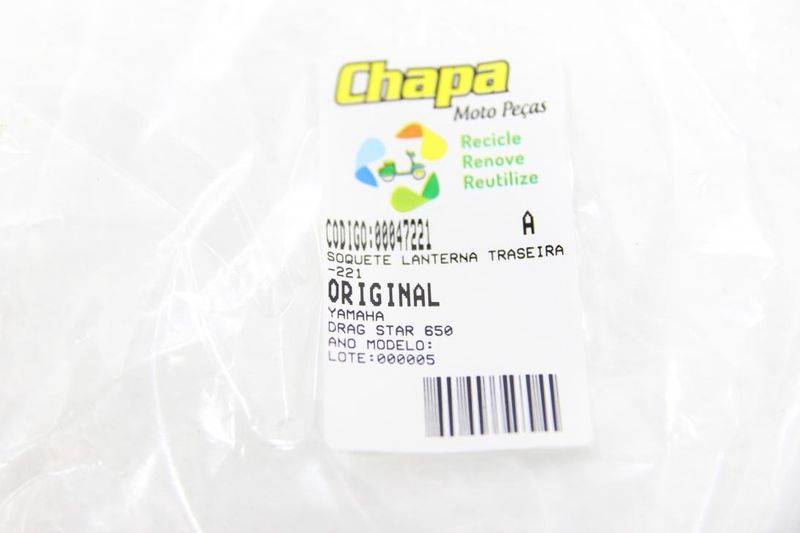 Chapa
Moto Peças
Recicle
Renove
Reutilize
CODIGO:00047221 A
SOQUETE LANTERNA TRASEIRA
-221
ORIGINAL
YAMAHA
DRAG STAR 650
ANO MODELO:
LOTE:000005